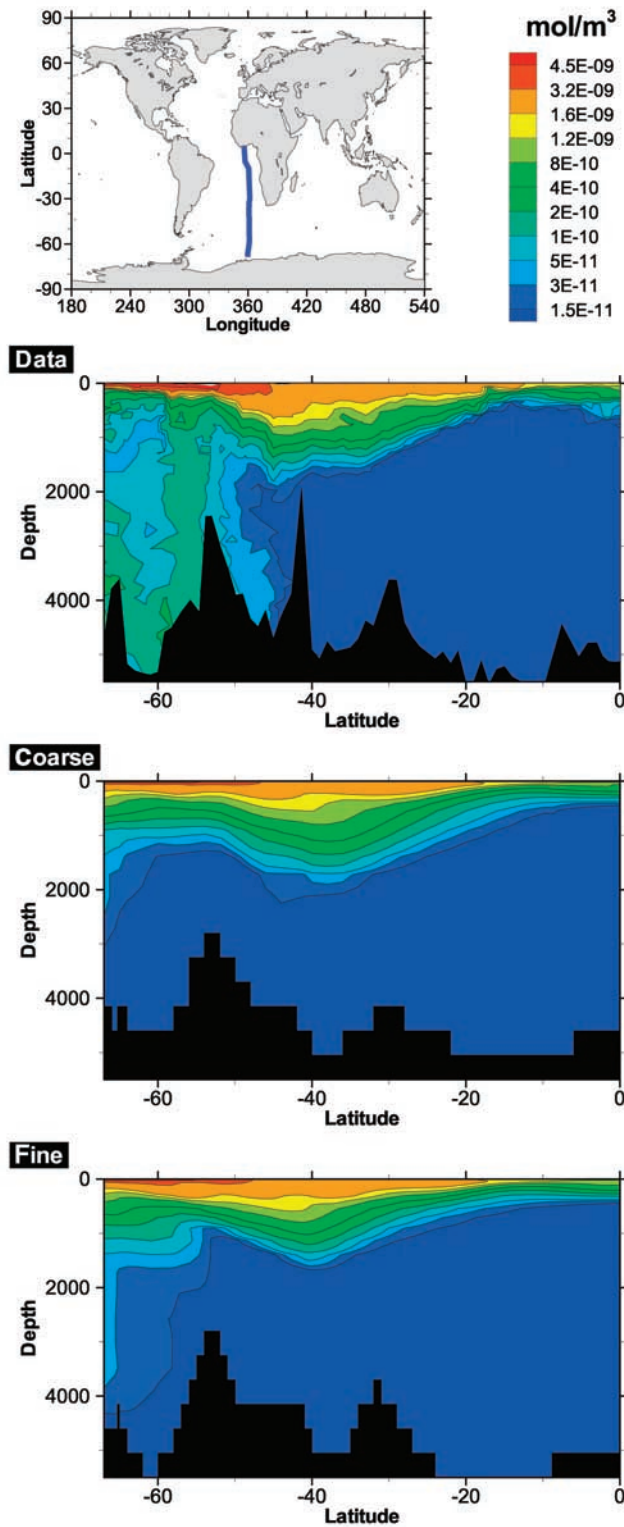 90
60
30
0
-30
-60
-90
Latitude
180 240 300 360 420 480 540
Longitude
mol/m³
4.5E-09
3.2E-09
1.6E-09
1.2E-09
8E-10
4E-10
2E-10
1E-10
5E-11
3E-11
1.5E-11
Data
0
2000
4000
Depth
-60 -40 -20 0
Latitude
Coarse
0
2000
4000
Depth
-60 -40 -20 0
Latitude
Fine
0
2000
4000
Depth
-60 -40 -20 0
Latitude